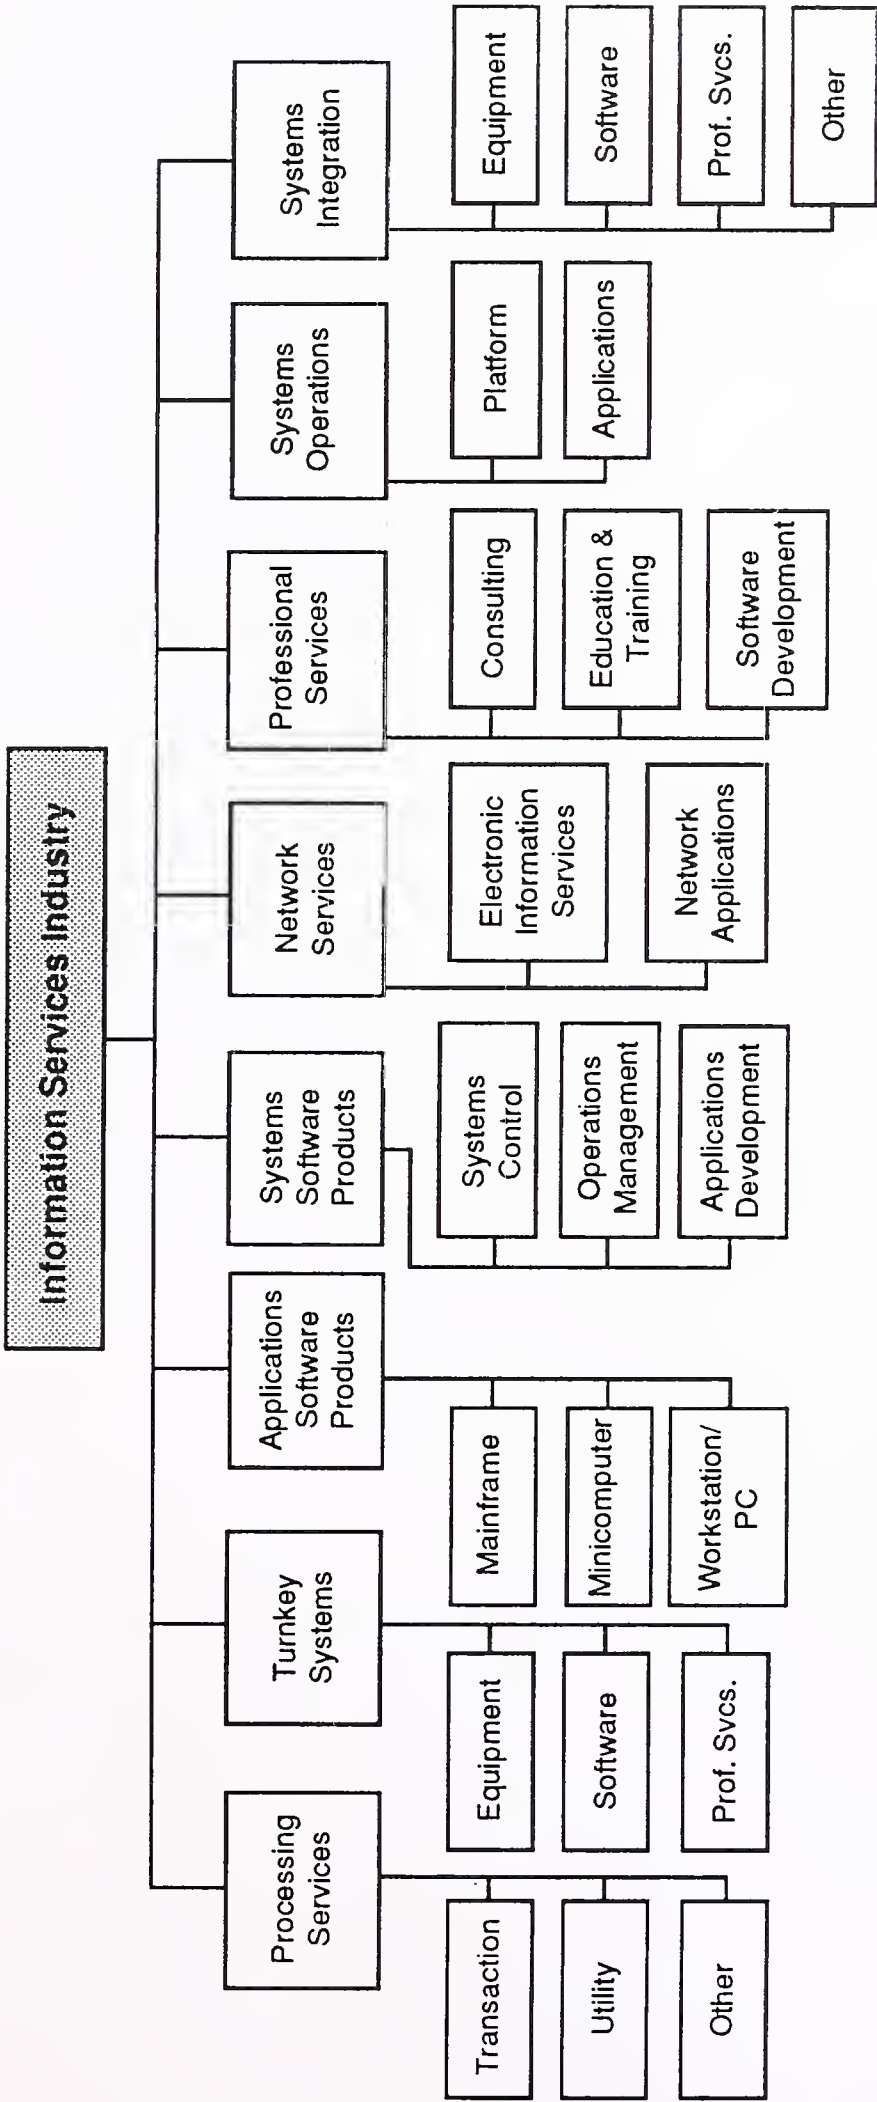 Information Services Industry
Processing
Services
Transaction
Utility
Other
Turnkey
Systems
Equipment
Software
Prof. Svcs.
Applications
Software
Products
Mainframe
Minicomputer
Workstation/
PC
Systems
Software
Products
Systems
Control
Operations
Management
Applications
Development
Network
Services
Electronic
Information
Services
Network
Applications
Professional
Services
Consulting
Education &
Training
Software
Development
Systems
Operations
Platform
Applications
Systems
Integration
Equipment
Software
Prof. Svcs.
Other